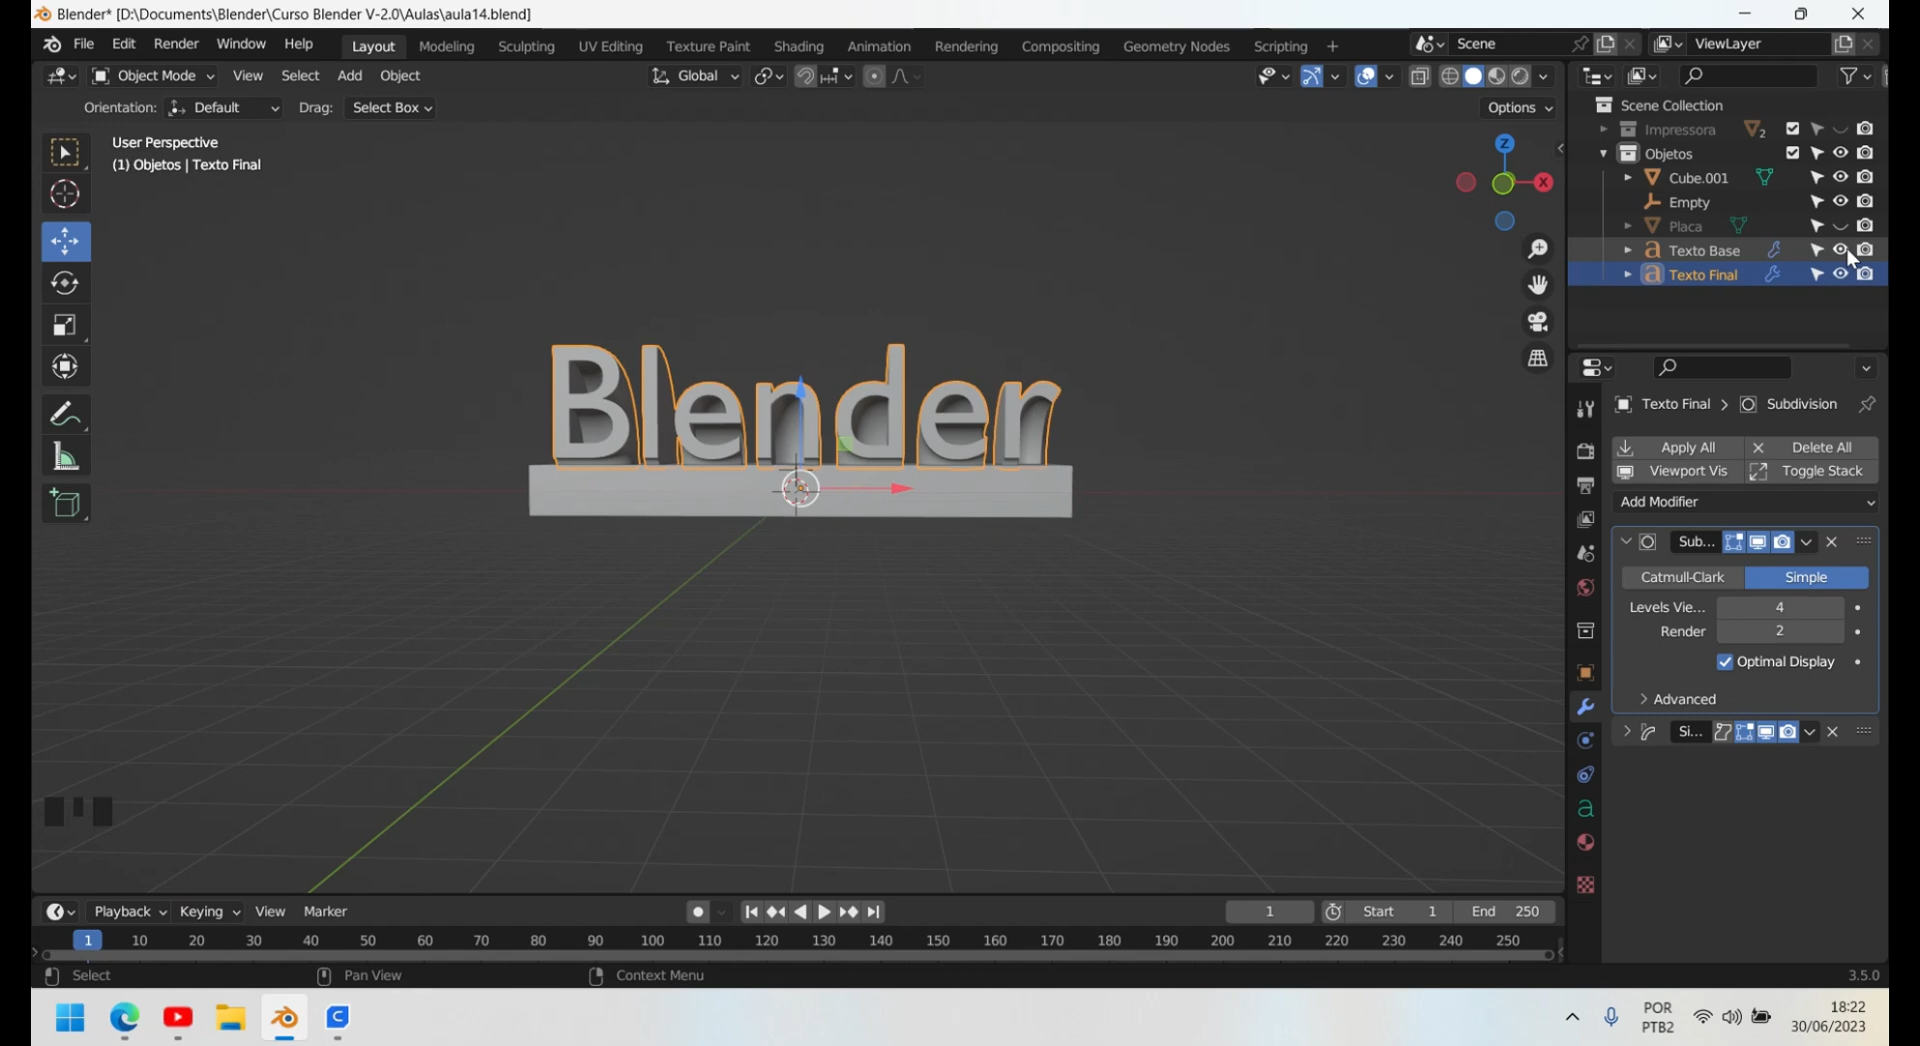 Blender* [D:\Documents\Blender\Curso Blender V-2.0\Aulas\aula14.blend]
File Edit Render Window Help Layout Modeling Sculpting UV Editing Texture Paint Shading Animation Rendering Compositing Geometry Nodes Scripting + Scene ViewLayer
Object Mode View Select Add Object Global
Orientation: Default Drag: Select Box Options
User Perspective
(1) Objetos | Texto Final
Z
X
Scene Collection
Impressora 2
Objetos
Cube.001
Empty
Placa
Texto Base
Texto Final
Blender
Texto Final > Subdivision
Apply All Delete All
Viewport Vis Toggle Stack
Add Modifier
Sub...
Catmull-Clark Simple
Levels Vie... 4
Render 2
Optimal Display
Advanced
Si...
Playback Keying View Marker 1 Start 1 End 250
1 10 20 30 40 50 60 70 80 90 100 110 120 130 140 150 160 170 180 190 200 210 220 230 240 250
Select Pan View Context Menu 3.5.0
POR
PTB2
18:22
30/06/2023